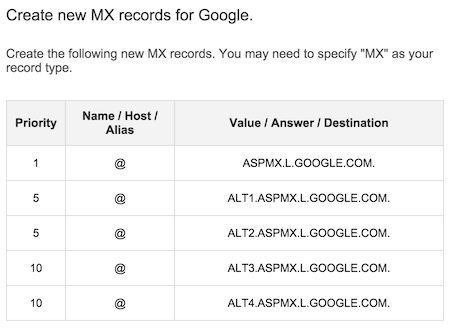 Create new MX records for Google.
Create the following new MX records. You may need to specify "MX" as your
record type.
Priority Name / Host / Alias Value / Answer / Destination
1 @ ASPMX.L.GOOGLE.COM.
5 @ ALT1.ASPMX.L.GOOGLE.COM.
5 @ ALT2.ASPMX.L.GOOGLE.COM.
10 @ ALT3.ASPMX.L.GOOGLE.COM.
10 @ ALT4.ASPMX.L.GOOGLE.COM.